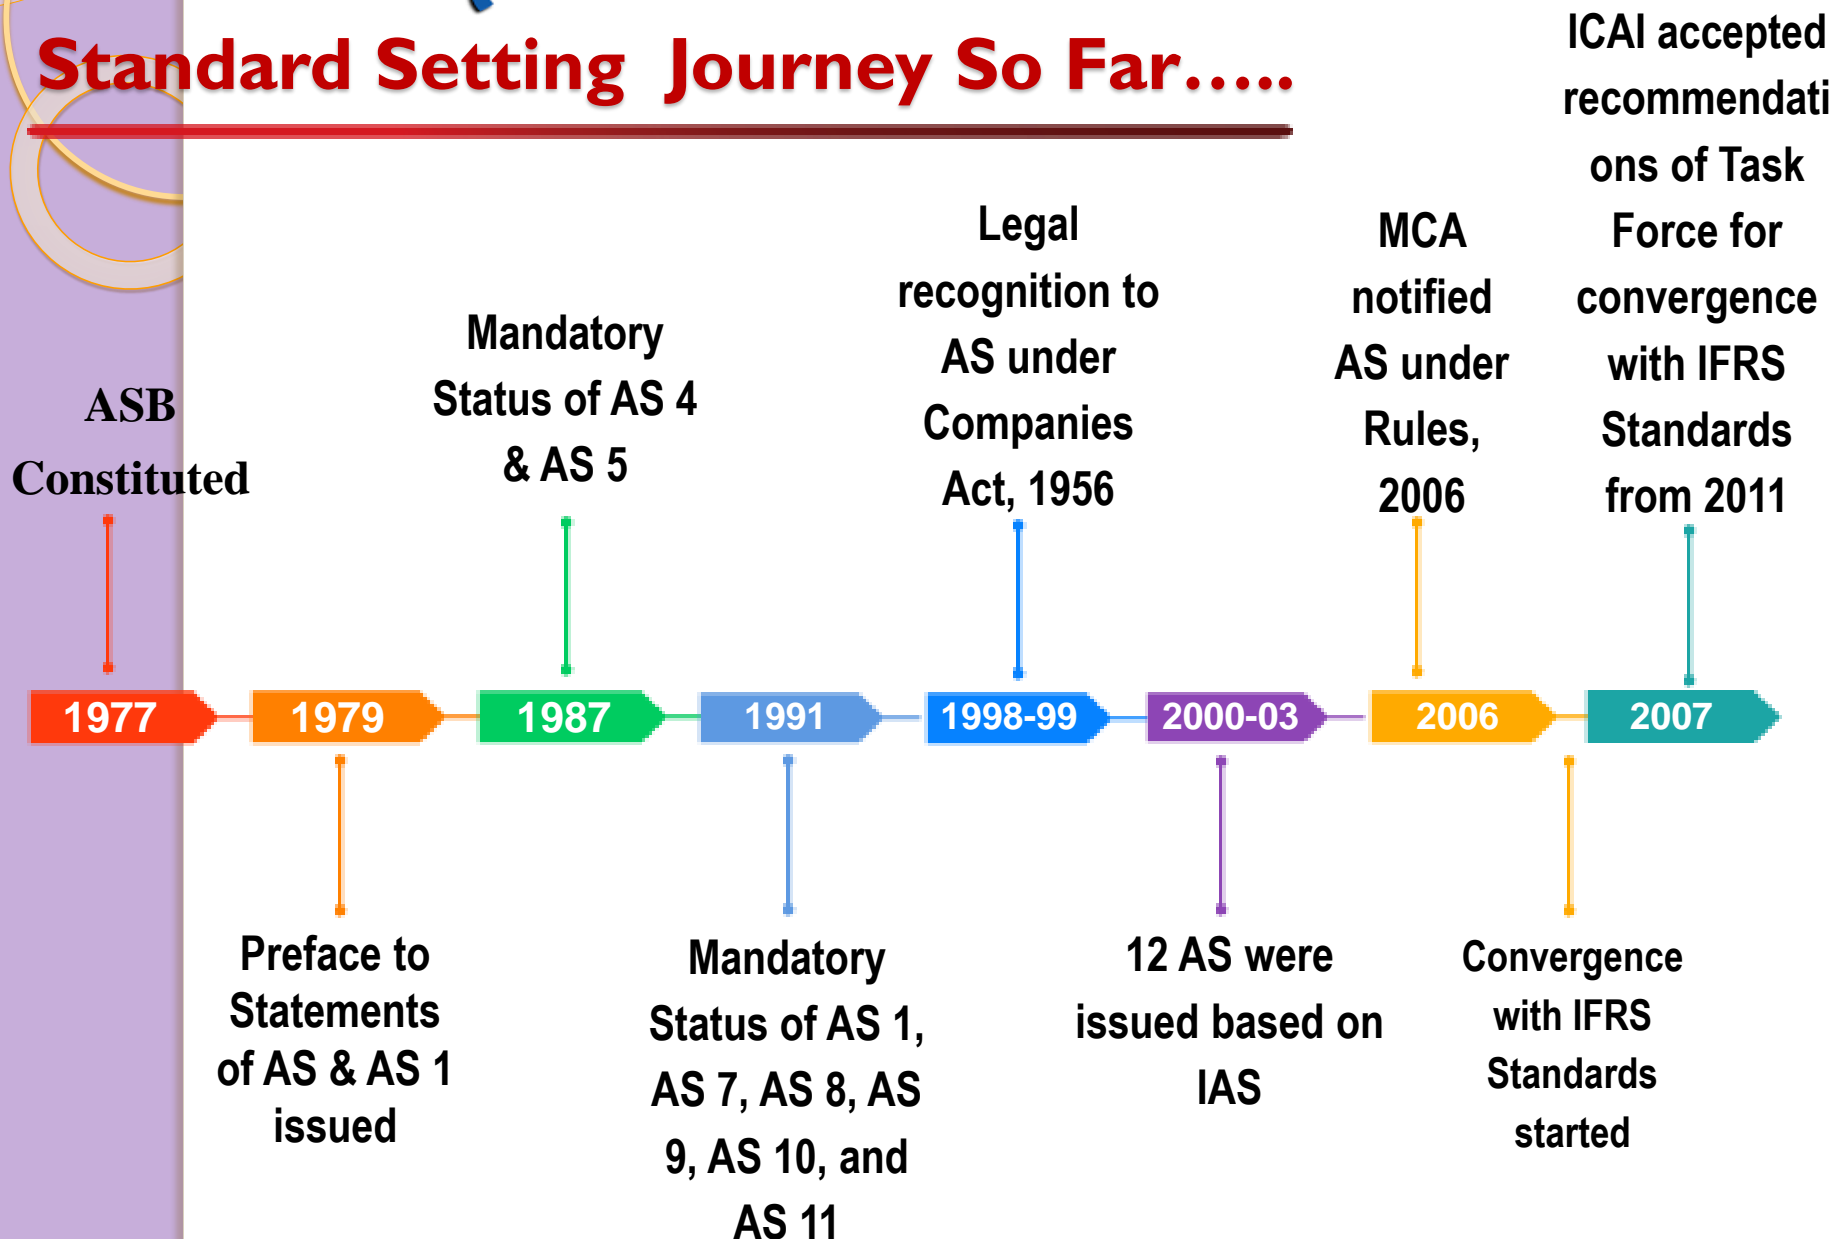 Standard Setting Journey So Far…..
ASB
Constituted
Mandatory
Status of AS 4
& AS 5
Legal
recognition to
AS under
Companies
Act, 1956
MCA
notified
AS under
Rules,
2006
ICAI accepted
recommendati
ons of Task
Force for
convergence
with IFRS
Standards
from 2011
1977
1979
1987
1991
1998-99
2000-03
2006
2007
Preface to
Statements
of AS & AS 1
issued
Mandatory
Status of AS 1,
AS 7, AS 8, AS
9, AS 10, and
AS 11
12 AS were
issued based on
IAS
Convergence
with IFRS
Standards
started